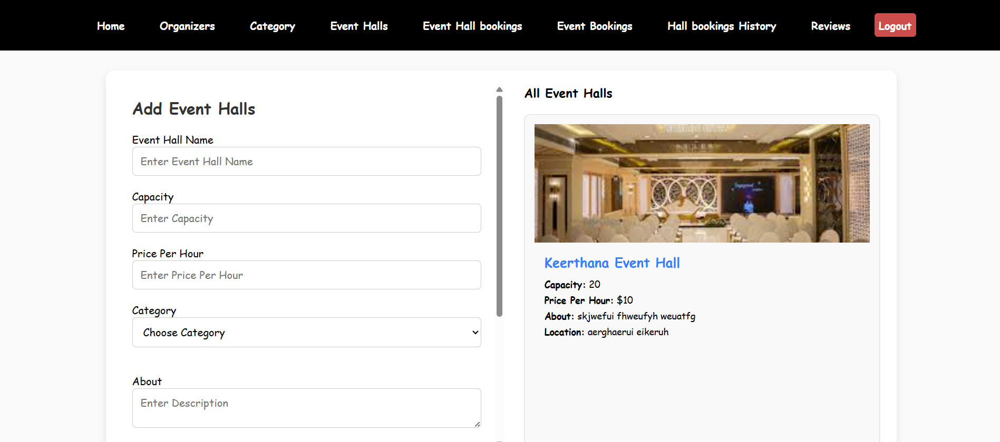 Home Organizers Category Event Halls Event Hall bookings Event Bookings Hall bookings History Reviews Logout
Add Event Halls
Event Hall Name
Enter Event Hall Name
Capacity
Enter Capacity
Price Per Hour
Enter Price Per Hour
Category
Choose Category
About
Enter Description
All Event Halls
Keerthana Event Hall
Capacity: 20
Price Per Hour: $10
About: skjwefui fhweufyh weuatfg
Location: aerghaerui eikeruh